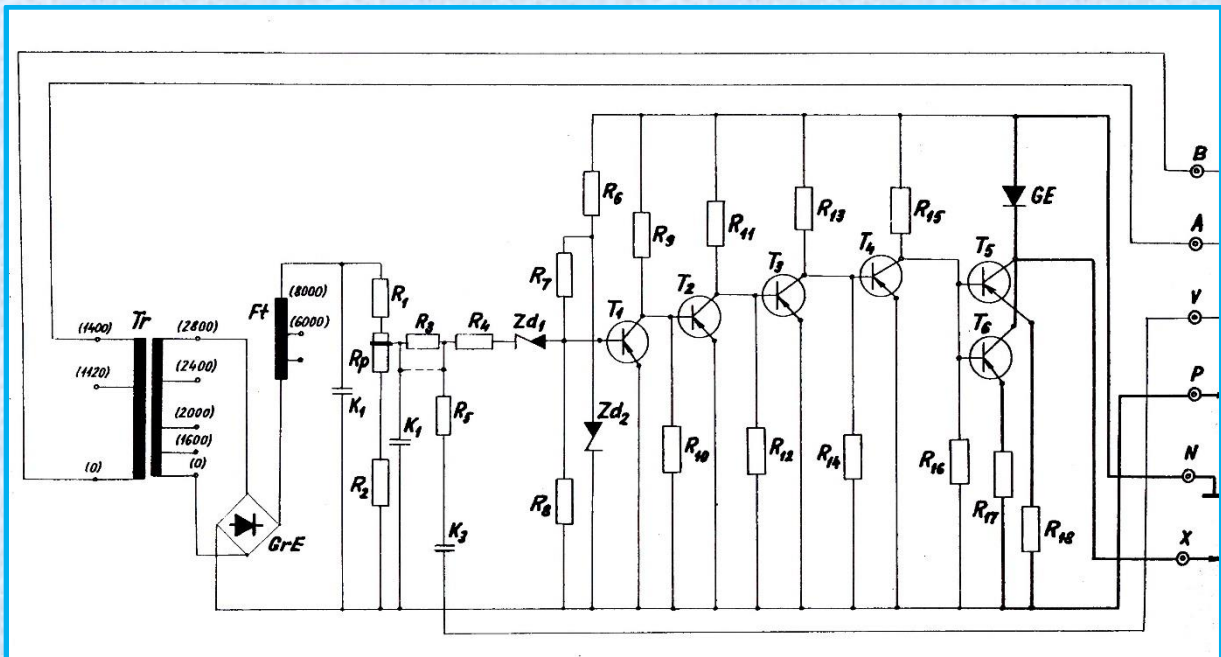 B
A
V
P
N
X
Tr
(1400)
(1120)
(0)
(2800)
(2400)
(2000)
(1600)
(0)
GrE
Ft
(8000)
(6000)
K₁
R₁
Rp
R₂
K₁
R₃
R₄
R₅
K₃
Zd₁
R₆
R₇
R₈
Zd₂
R₉
T₁
R₁₀
T₂
R₁₁
R₁₂
T₃
R₁₃
R₁₄
T₄
R₁₅
R₁₆
T₅
T₆
GE
R₁₇
R₁₈